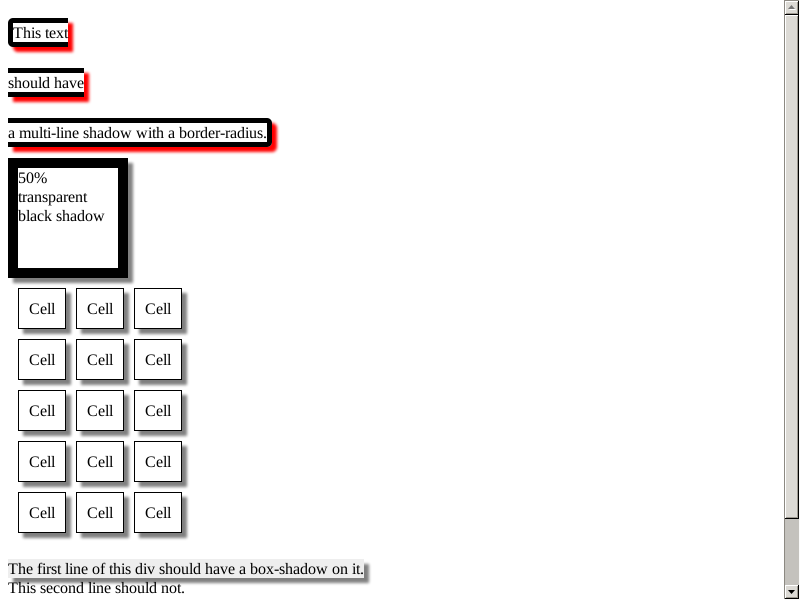 This text
should have
a multi-line shadow with a border-radius.
50%
transparent
black shadow
Cell Cell Cell
Cell Cell Cell
Cell Cell Cell
Cell Cell Cell
Cell Cell Cell
The first line of this div should have a box-shadow on it.
This second line should not.